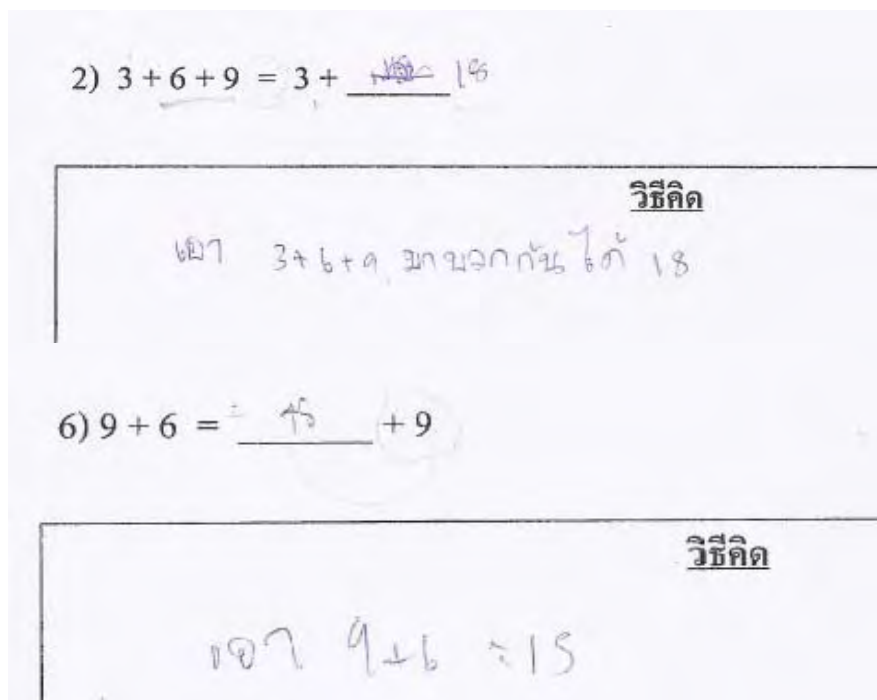 2) 3 + 6 + 9 = 3 + 18
วิธีคิด
เอา 3+6+9 มาบวกกันได้ 18
6) 9 + 6 = 15 + 9
วิธีคิด
เอา 9+6 = 15